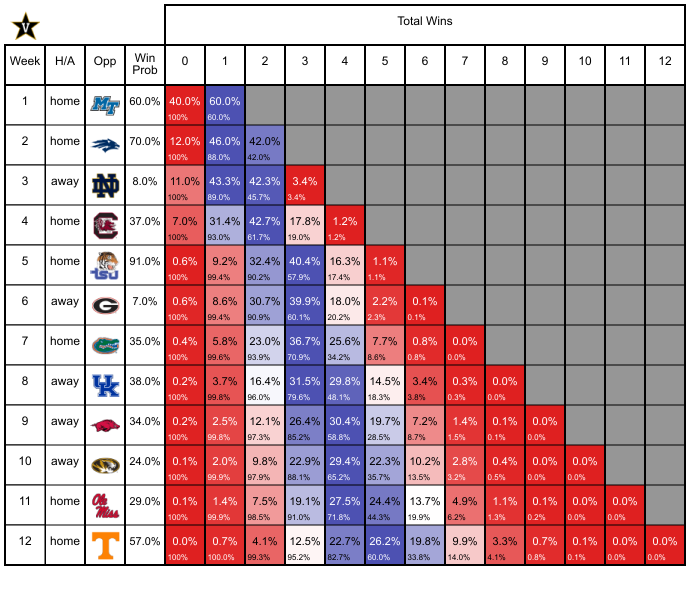 V
Total Wins
Week H/A Opp Win Prob 0 1 2 3 4 5 6 7 8 9 10 11 12
1 home MT 60.0% 40.0% 60.0%
100% 60.0%
2 home 70.0% 12.0% 46.0% 42.0%
100% 88.0% 42.0%
3 away ND 8.0% 11.0% 43.3% 42.3% 3.4%
100% 89.0% 45.7% 3.4%
4 home C 37.0% 7.0% 31.4% 42.7% 17.8% 1.2%
100% 93.0% 61.7% 19.0% 1.2%
5 home TSU 91.0% 0.6% 9.2% 32.4% 40.4% 16.3% 1.1%
100% 99.4% 90.2% 57.9% 17.4% 1.1%
6 away G 7.0% 0.6% 8.6% 30.7% 39.9% 18.0% 2.2% 0.1%
100% 99.4% 90.9% 60.1% 20.2% 2.3% 0.1%
7 home 35.0% 0.4% 5.8% 23.0% 36.7% 25.6% 7.7% 0.8% 0.0%
100% 99.6% 93.9% 70.9% 34.2% 8.6% 0.8% 0.0%
8 away UK 38.0% 0.2% 3.7% 16.4% 31.5% 29.8% 14.5% 3.4% 0.3% 0.0%
100% 99.8% 96.0% 79.6% 48.1% 18.3% 3.8% 0.3% 0.0%
9 away 34.0% 0.2% 2.5% 12.1% 26.4% 30.4% 19.7% 7.2% 1.4% 0.1% 0.0%
100% 99.8% 97.3% 85.2% 58.8% 28.5% 8.7% 1.5% 0.1% 0.0%
10 away 24.0% 0.1% 2.0% 9.8% 22.9% 29.4% 22.3% 10.2% 2.8% 0.4% 0.0% 0.0%
100% 99.9% 97.9% 88.1% 65.2% 35.7% 13.5% 3.2% 0.5% 0.0% 0.0%
11 home Ole Miss 29.0% 0.1% 1.4% 7.5% 19.1% 27.5% 24.4% 13.7% 4.9% 1.1% 0.1% 0.0% 0.0%
100% 99.9% 98.5% 91.0% 71.8% 44.3% 19.9% 6.2% 1.3% 0.2% 0.0% 0.0%
12 home T 57.0% 0.0% 0.7% 4.1% 12.5% 22.7% 26.2% 19.8% 9.9% 3.3% 0.7% 0.1% 0.0% 0.0%
100% 100.0% 99.3% 95.2% 82.7% 60.0% 33.8% 14.0% 4.1% 0.8% 0.1% 0.0% 0.0%